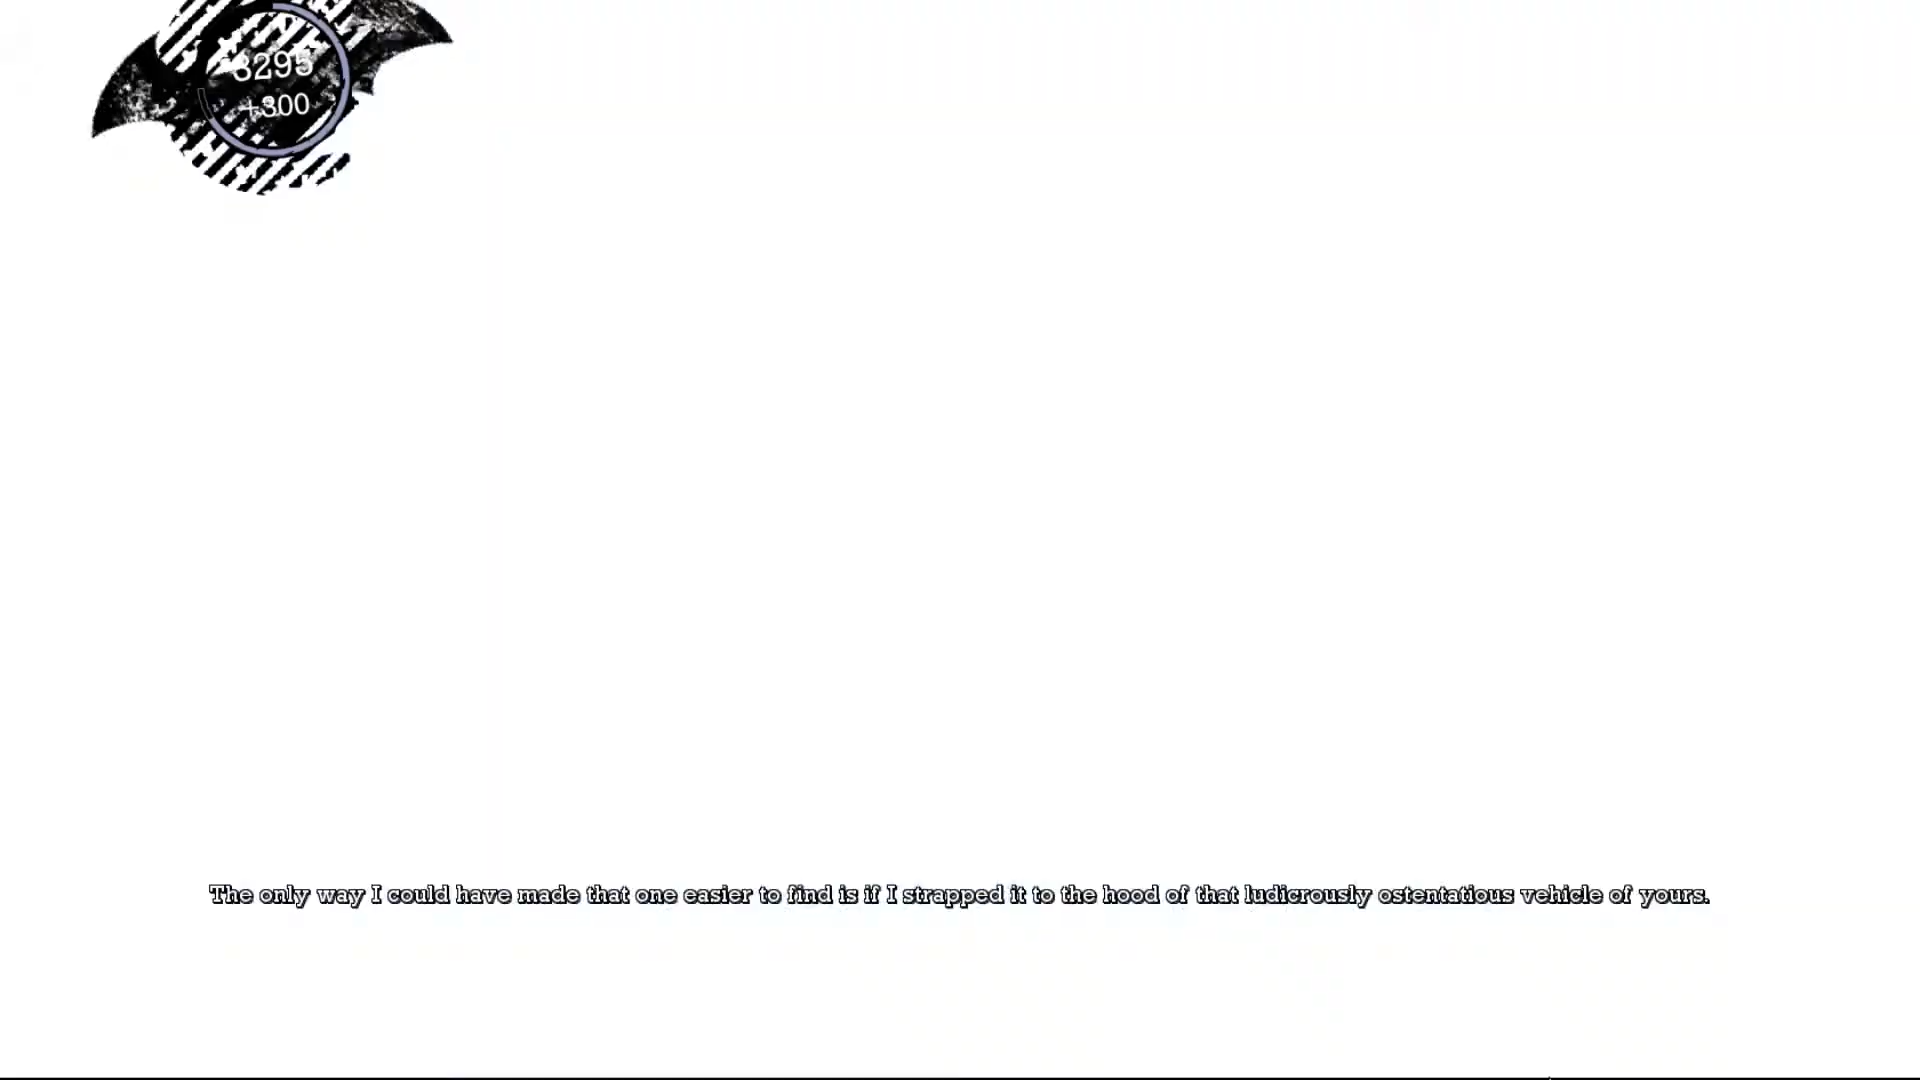 3295
+300
The only way I could have made that one easier to find is if I strapped it to the hood of that ludicrously ostentatious vehicle of yours.